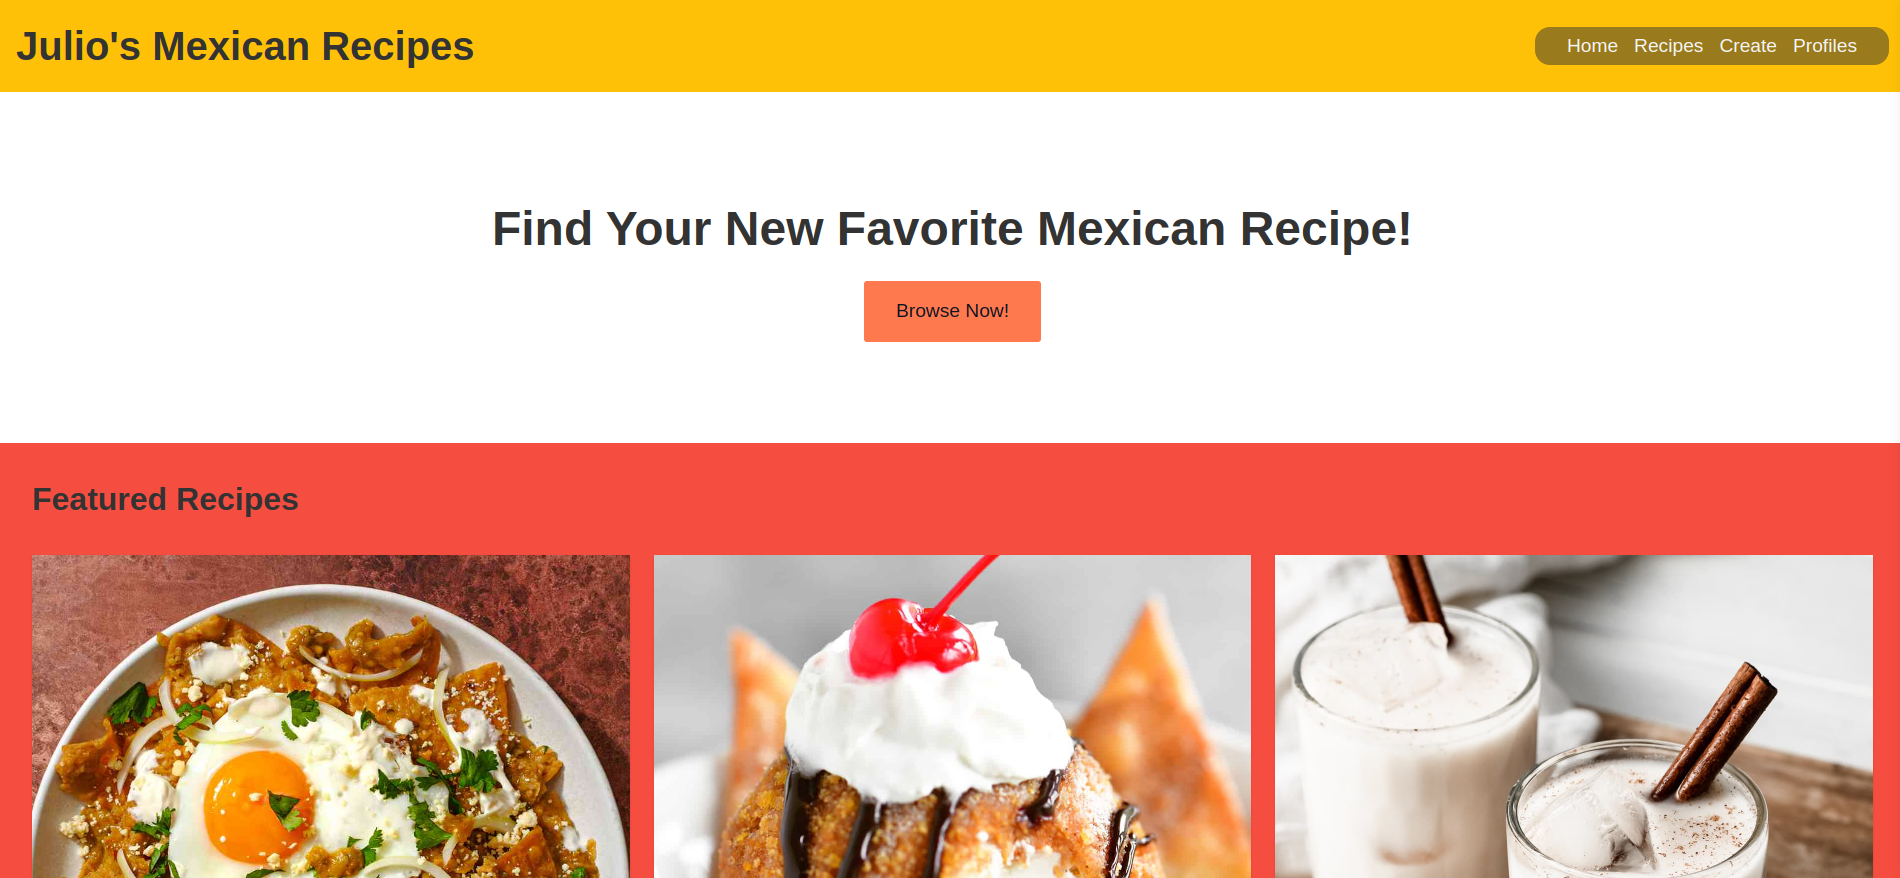 Julio's Mexican Recipes
Home Recipes Create Profiles
Find Your New Favorite Mexican Recipe!
Browse Now!
Featured Recipes